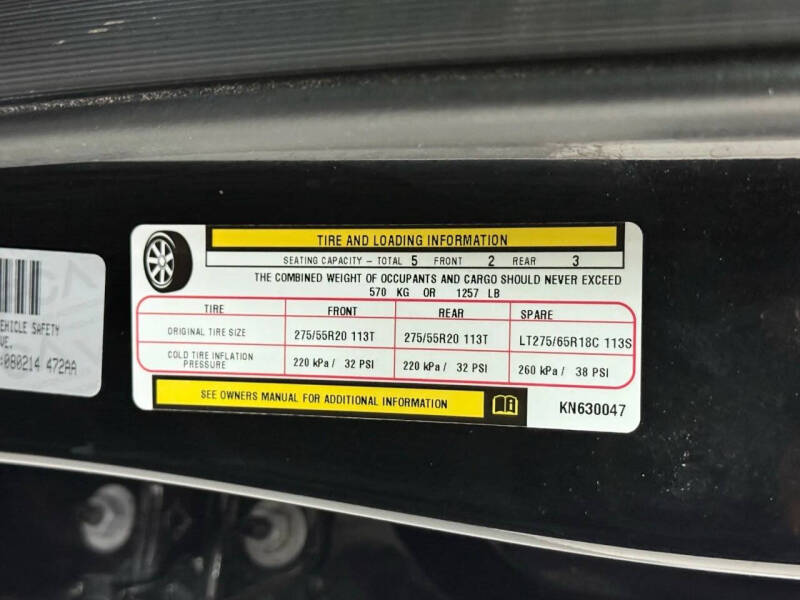 TIRE AND LOADING INFORMATION
SEATING CAPACITY - TOTAL 5 FRONT 2 REAR 3
THE COMBINED WEIGHT OF OCCUPANTS AND CARGO SHOULD NEVER EXCEED
570 KG OR 1257 LB
TIRE FRONT REAR SPARE
ORIGINAL TIRE SIZE 275/55R20 113T 275/55R20 113T LT275/65R18C 113S
COLD TIRE INFLATION PRESSURE 220 kPa / 32 PSI 220 kPa / 32 PSI 260 kPa / 38 PSI
SEE OWNERS MANUAL FOR ADDITIONAL INFORMATION
KN630047
EHICLE SAFETY
VE.
:080214 472AA